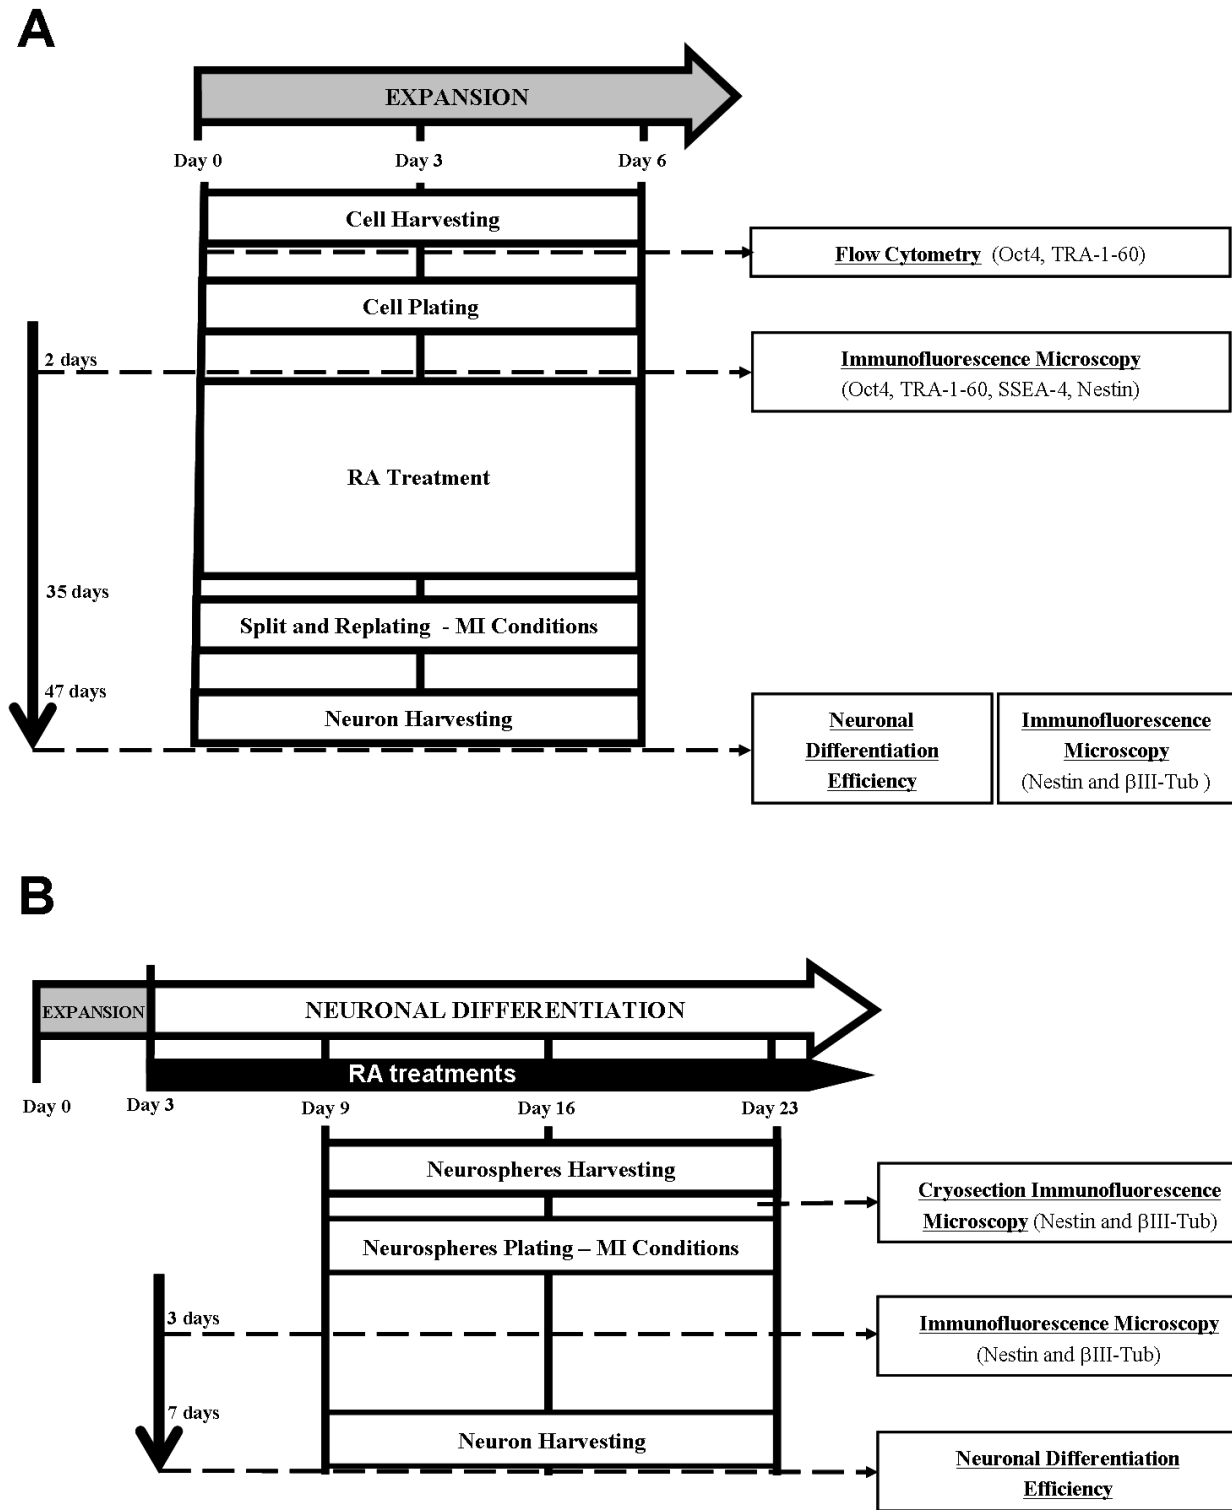 A
EXPANSION
Day 0
Day 3
Day 6
Cell Harvesting
Flow Cytometry (Oct4, TRA-1-60)
Cell Plating
2 days
Immunofluorescence Microscopy
(Oct4, TRA-1-60, SSEA-4, Nestin)
RA Treatment
35 days
Split and Replating - MI Conditions
47 days
Neuron Harvesting
Neuronal
Differentiation
Efficiency
Immunofluorescence
Microscopy
(Nestin and βIII-Tub )
B
EXPANSION
NEURONAL DIFFERENTIATION
RA treatments
Day 0
Day 3
Day 9
Day 16
Day 23
Neurospheres Harvesting
Cryosection Immunofluorescence
Microscopy (Nestin and βIII-Tub)
Neurospheres Plating – MI Conditions
3 days
Immunofluorescence Microscopy
(Nestin and βIII-Tub)
7 days
Neuron Harvesting
Neuronal Differentiation
Efficiency